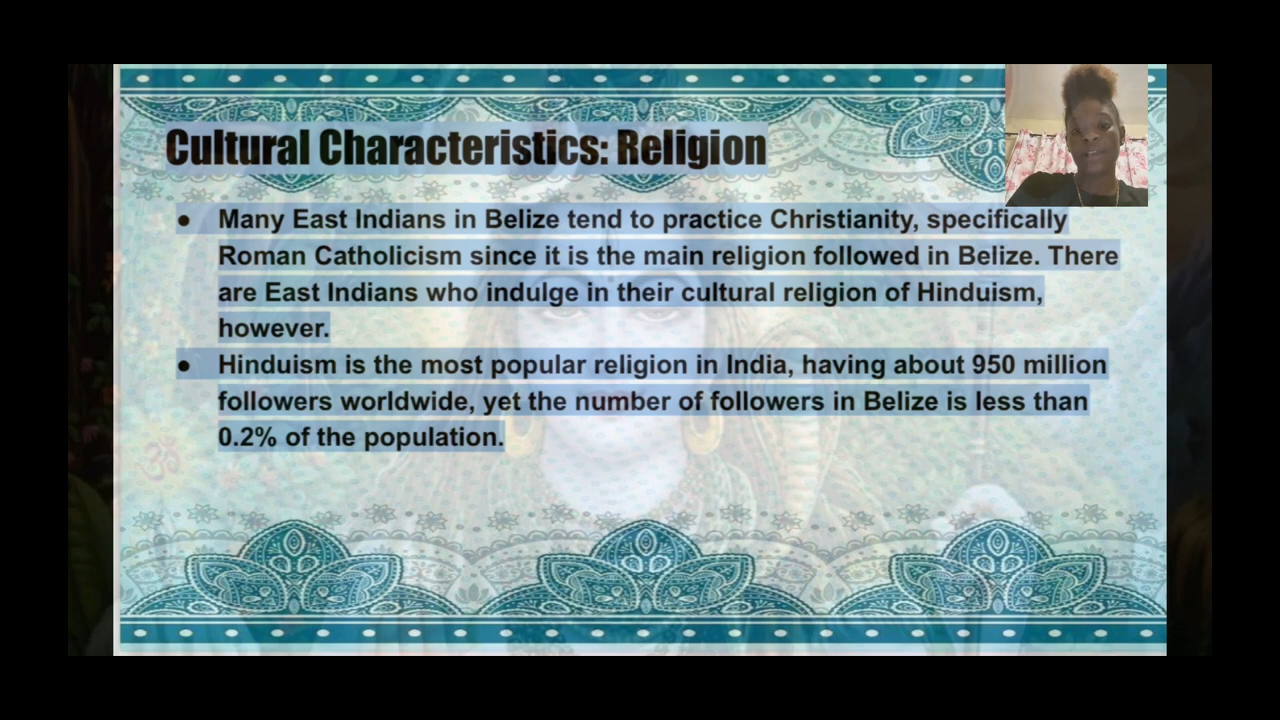 Cultural Characteristics: Religion
● Many East Indians in Belize tend to practice Christianity, specifically
Roman Catholicism since it is the main religion followed in Belize. There
are East Indians who indulge in their cultural religion of Hinduism,
however.
● Hinduism is the most popular religion in India, having about 950 million
followers worldwide, yet the number of followers in Belize is less than
0.2% of the population.
ॐ